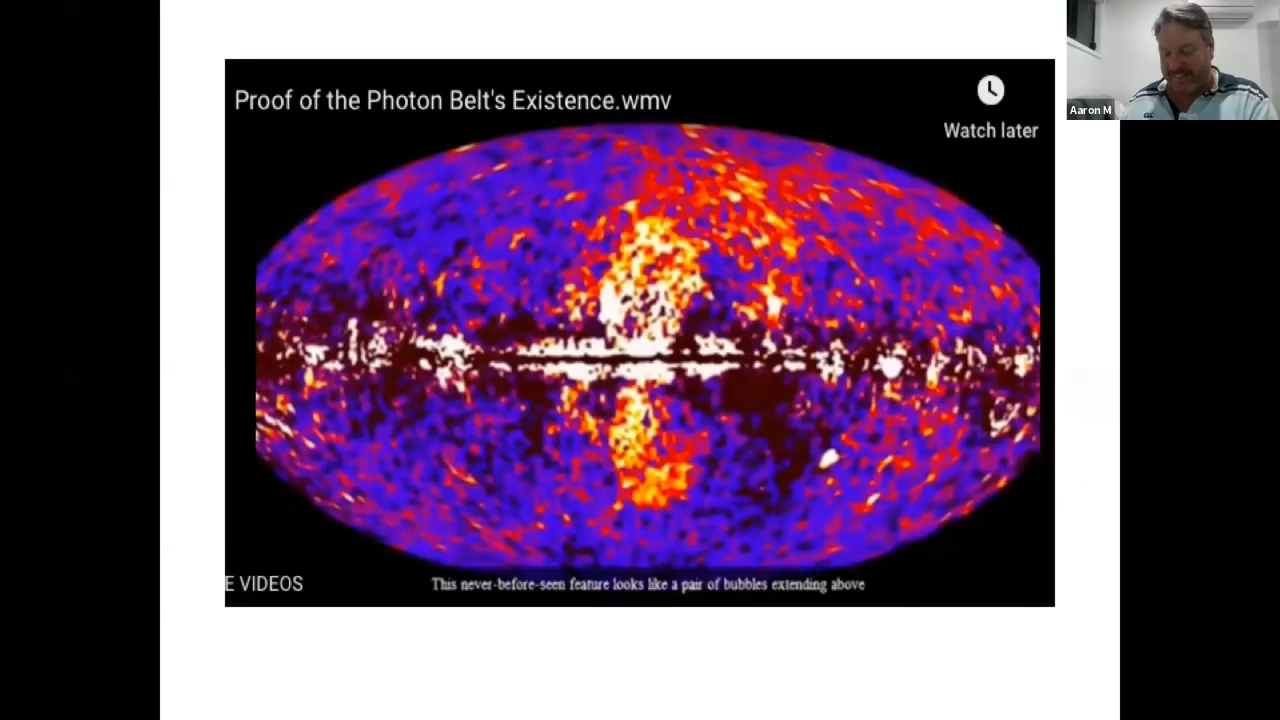 Proof of the Photon Belt's Existence.wmv
Watch later
Aaron M
E VIDEOS
This never-before-seen feature looks like a pair of bubbles extending above